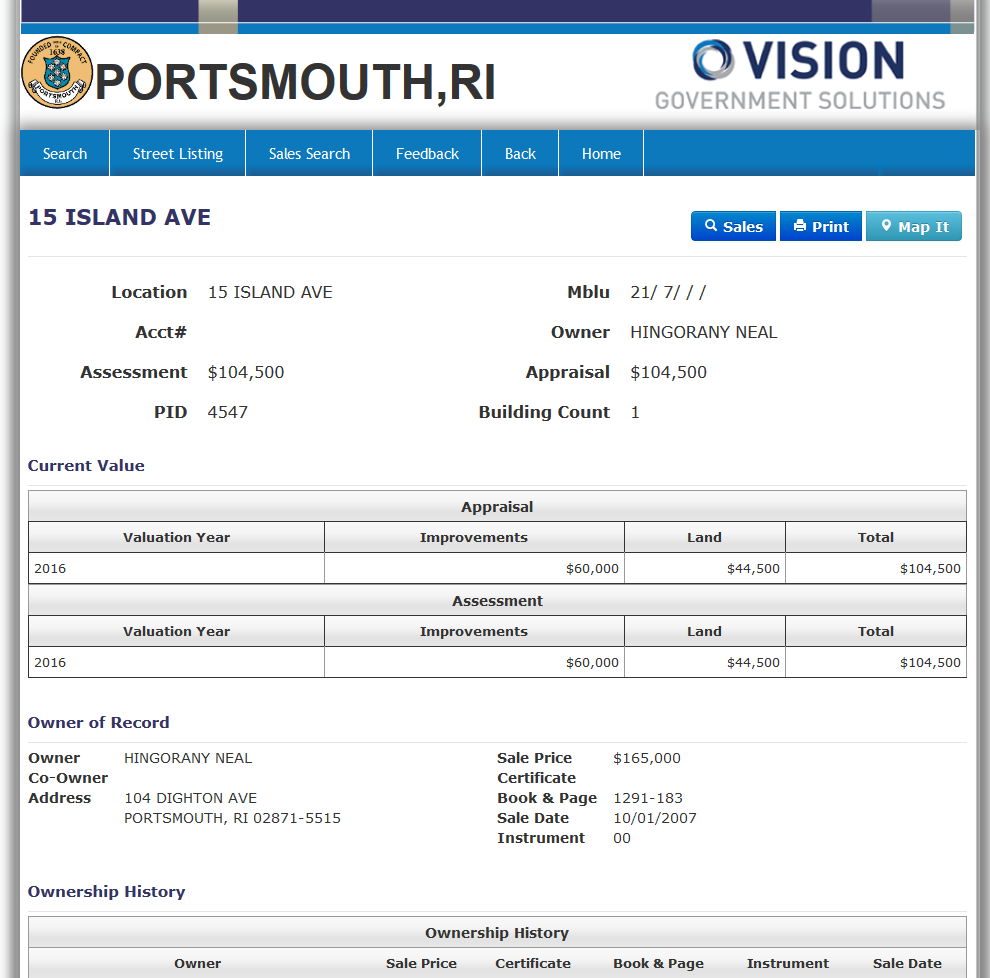 FOUNDED BY COMPACT
1638
PORTSMOUTH
R.I.
PORTSMOUTH,RI
VISION
GOVERNMENT SOLUTIONS
Search Street Listing Sales Search Feedback Back Home
15 ISLAND AVE
Sales Print Map It
Location 15 ISLAND AVE Mblu 21/ 7/ / /
Acct# Owner HINGORANY NEAL
Assessment $104,500 Appraisal $104,500
PID 4547 Building Count 1
Current Value
Appraisal
Valuation Year Improvements Land Total
2016 $60,000 $44,500 $104,500
Assessment
Valuation Year Improvements Land Total
2016 $60,000 $44,500 $104,500
Owner of Record
Owner HINGORANY NEAL Sale Price $165,000
Co-Owner Certificate
Address 104 DIGHTON AVE Book & Page 1291-183
PORTSMOUTH, RI 02871-5515 Sale Date 10/01/2007
Instrument 00
Ownership History
Ownership History
Owner Sale Price Certificate Book & Page Instrument Sale Date